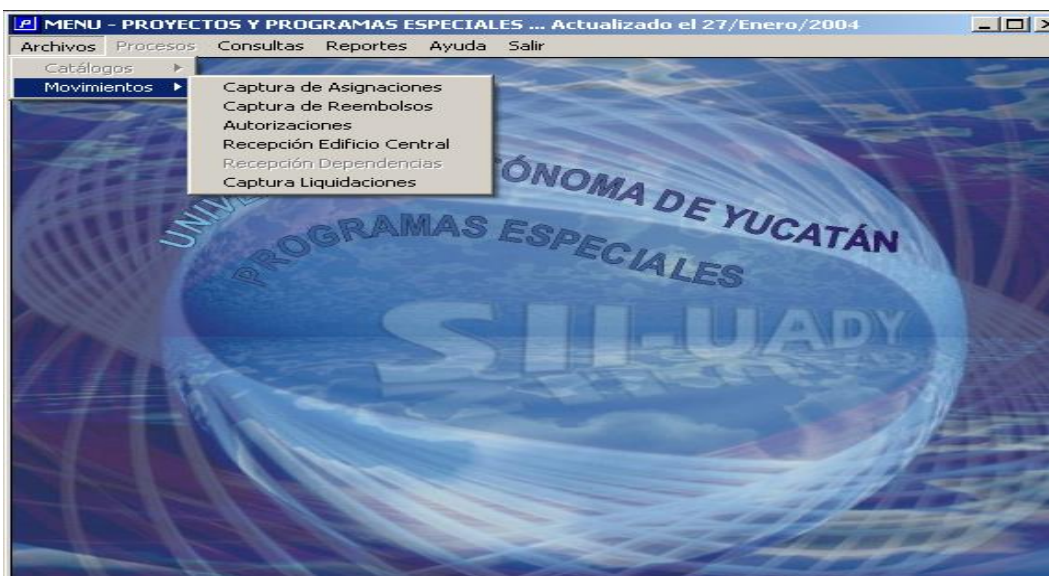 MENU - PROYECTOS Y PROGRAMAS ESPECIALES ... Actualizado el 27/Enero/2004
Archivos Procesos Consultas Reportes Ayuda Salir
Catálogos
Movimientos
Captura de Asignaciones
Captura de Reembolsos
Autorizaciones
Recepción Edificio Central
Recepción Dependencias
Captura Liquidaciones
ÓNOMA DE YUCATÁN
PROGRAMAS ESPECIALES
SII-UADY